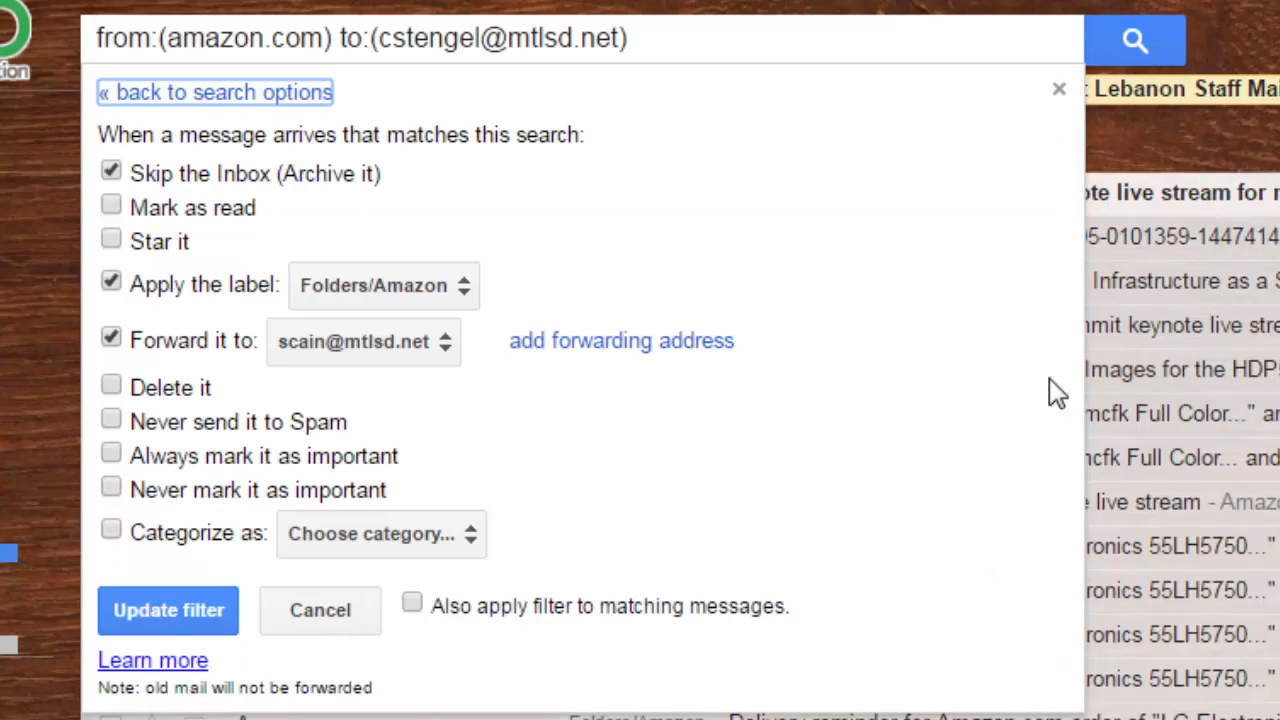 from:(amazon.com) to:(cstengel@mtlsd.net)
tion
« back to search options
×
Lebanon Staff Mai
When a message arrives that matches this search:
Skip the Inbox (Archive it)
Mark as read
ote live stream for
Star it
5-0101359-1447414
Apply the label: Folders/Amazon
Infrastructure as a S
mit keynote live stre
Forward it to: scain@mtlsd.net add forwarding address
Images for the HDP
Delete it
mcfk Full Color..." an
Never send it to Spam
Always mark it as important
ncfk Full Color... and
Never mark it as important
live stream - Amazo
Categorize as: Choose category...
ronics 55LH5750..."
ronics 55LH5750..."
Update filter Cancel Also apply filter to matching messages.
ronics 55LH5750..."
Learn more
ronics 55LH5750..."
Note: old mail will not be forwarded